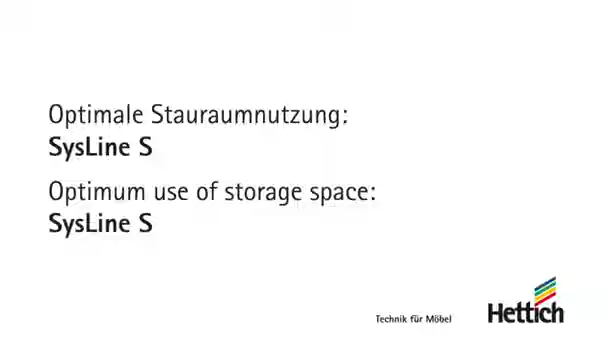 Optimale Stauraumnutzung:
SysLine S
Optimum use of storage space:
SysLine S
Technik für Möbel
Hettich